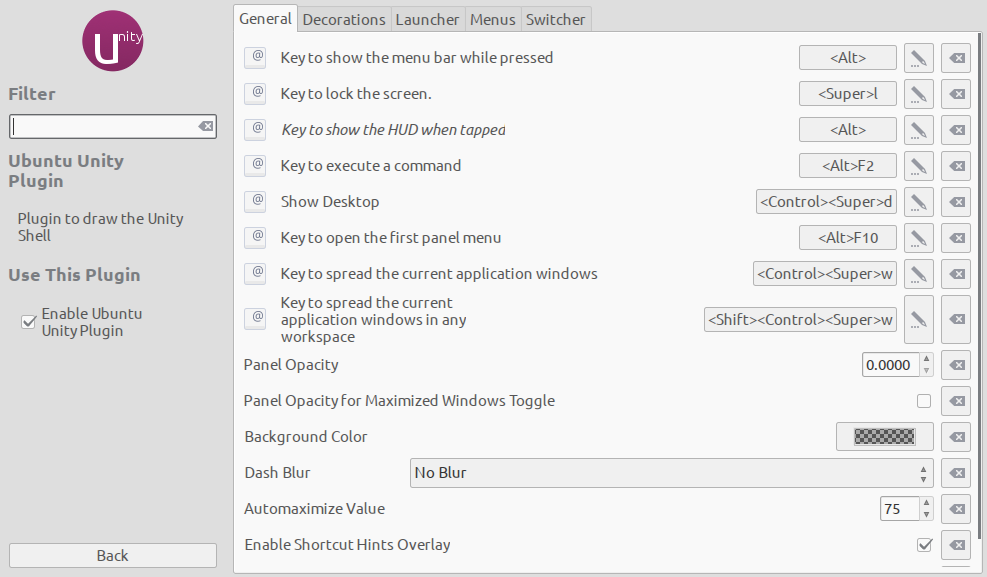 Unity
Filter
Ubuntu Unity
Plugin
Plugin to draw the Unity
Shell
Use This Plugin
Enable Ubuntu
Unity Plugin
Back
General Decorations Launcher Menus Switcher
@ Key to show the menu bar while pressed <Alt>
@ Key to lock the screen. <Super>l
@ Key to show the HUD when tapped <Alt>
@ Key to execute a command <Alt>F2
@ Show Desktop <Control><Super>d
@ Key to open the first panel menu <Alt>F10
@ Key to spread the current application windows <Control><Super>w
Key to spread the current
@ application windows in any <Shift><Control><Super>w
workspace
Panel Opacity 0.0000
Panel Opacity for Maximized Windows Toggle
Background Color
Dash Blur No Blur
Automaximize Value 75
Enable Shortcut Hints Overlay